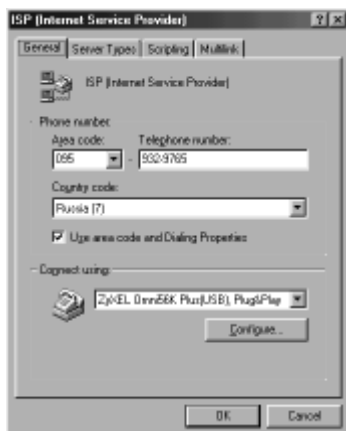 ISP (Internet Service Provider)
General Server Types Scripting Multilink
ISP (Internet Service Provider)
Phone number:
Area code: Telephone number:
095 - 932-9765
Country code:
Russia (7)
Use area code and Dialing Properties
Connect using:
ZyXEL Omni56K Plus(USB), Plug&Play
Configure...
OK Cancel